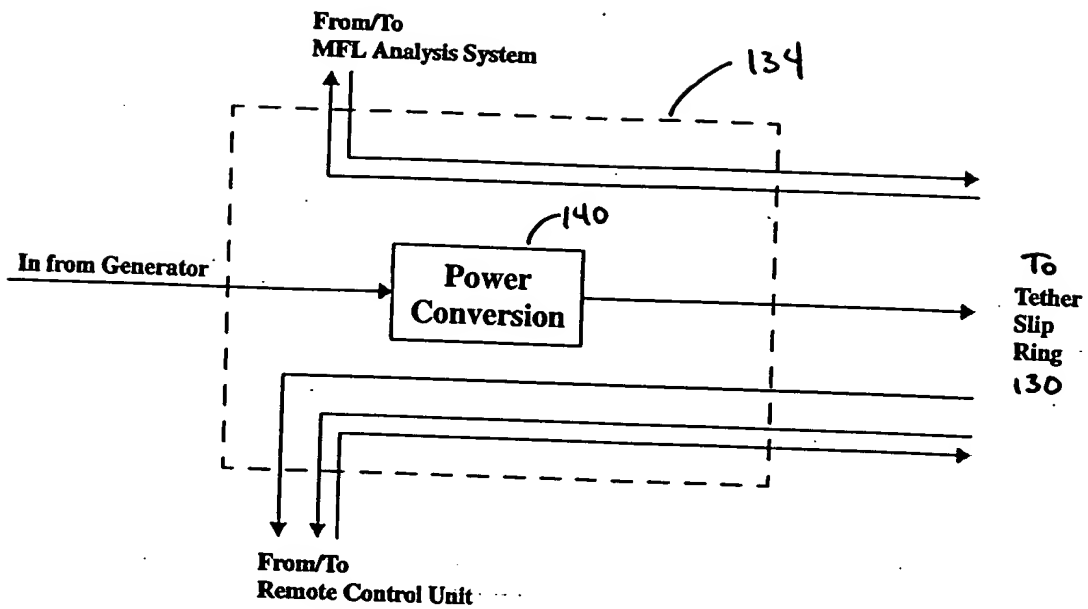 From/To
MFL Analysis System
134
140
In from Generator
Power
Conversion
To
Tether
Slip
Ring
130
From/To
Remote Control Unit